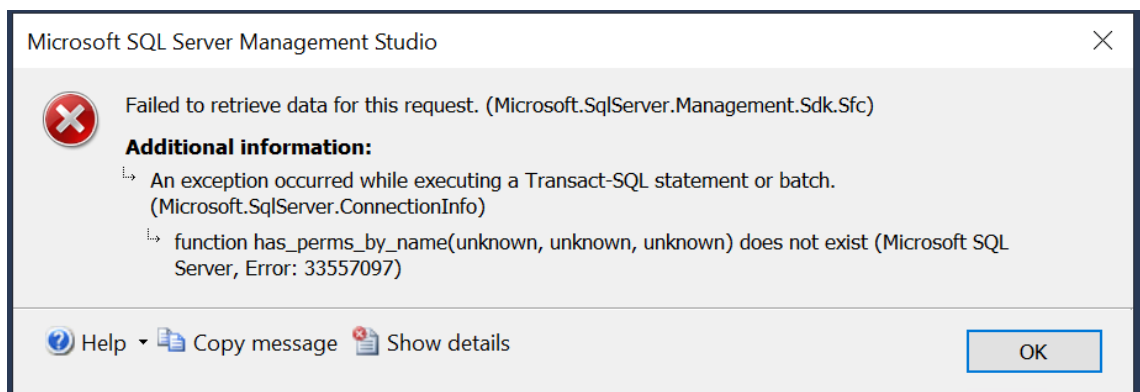 Microsoft SQL Server Management Studio
Failed to retrieve data for this request. (Microsoft.SqlServer.Management.Sdk.Sfc)
Additional information:
An exception occurred while executing a Transact-SQL statement or batch.
(Microsoft.SqlServer.ConnectionInfo)
function has_perms_by_name(unknown, unknown, unknown) does not exist (Microsoft SQL
Server, Error: 33557097)
Help Copy message Show details
OK